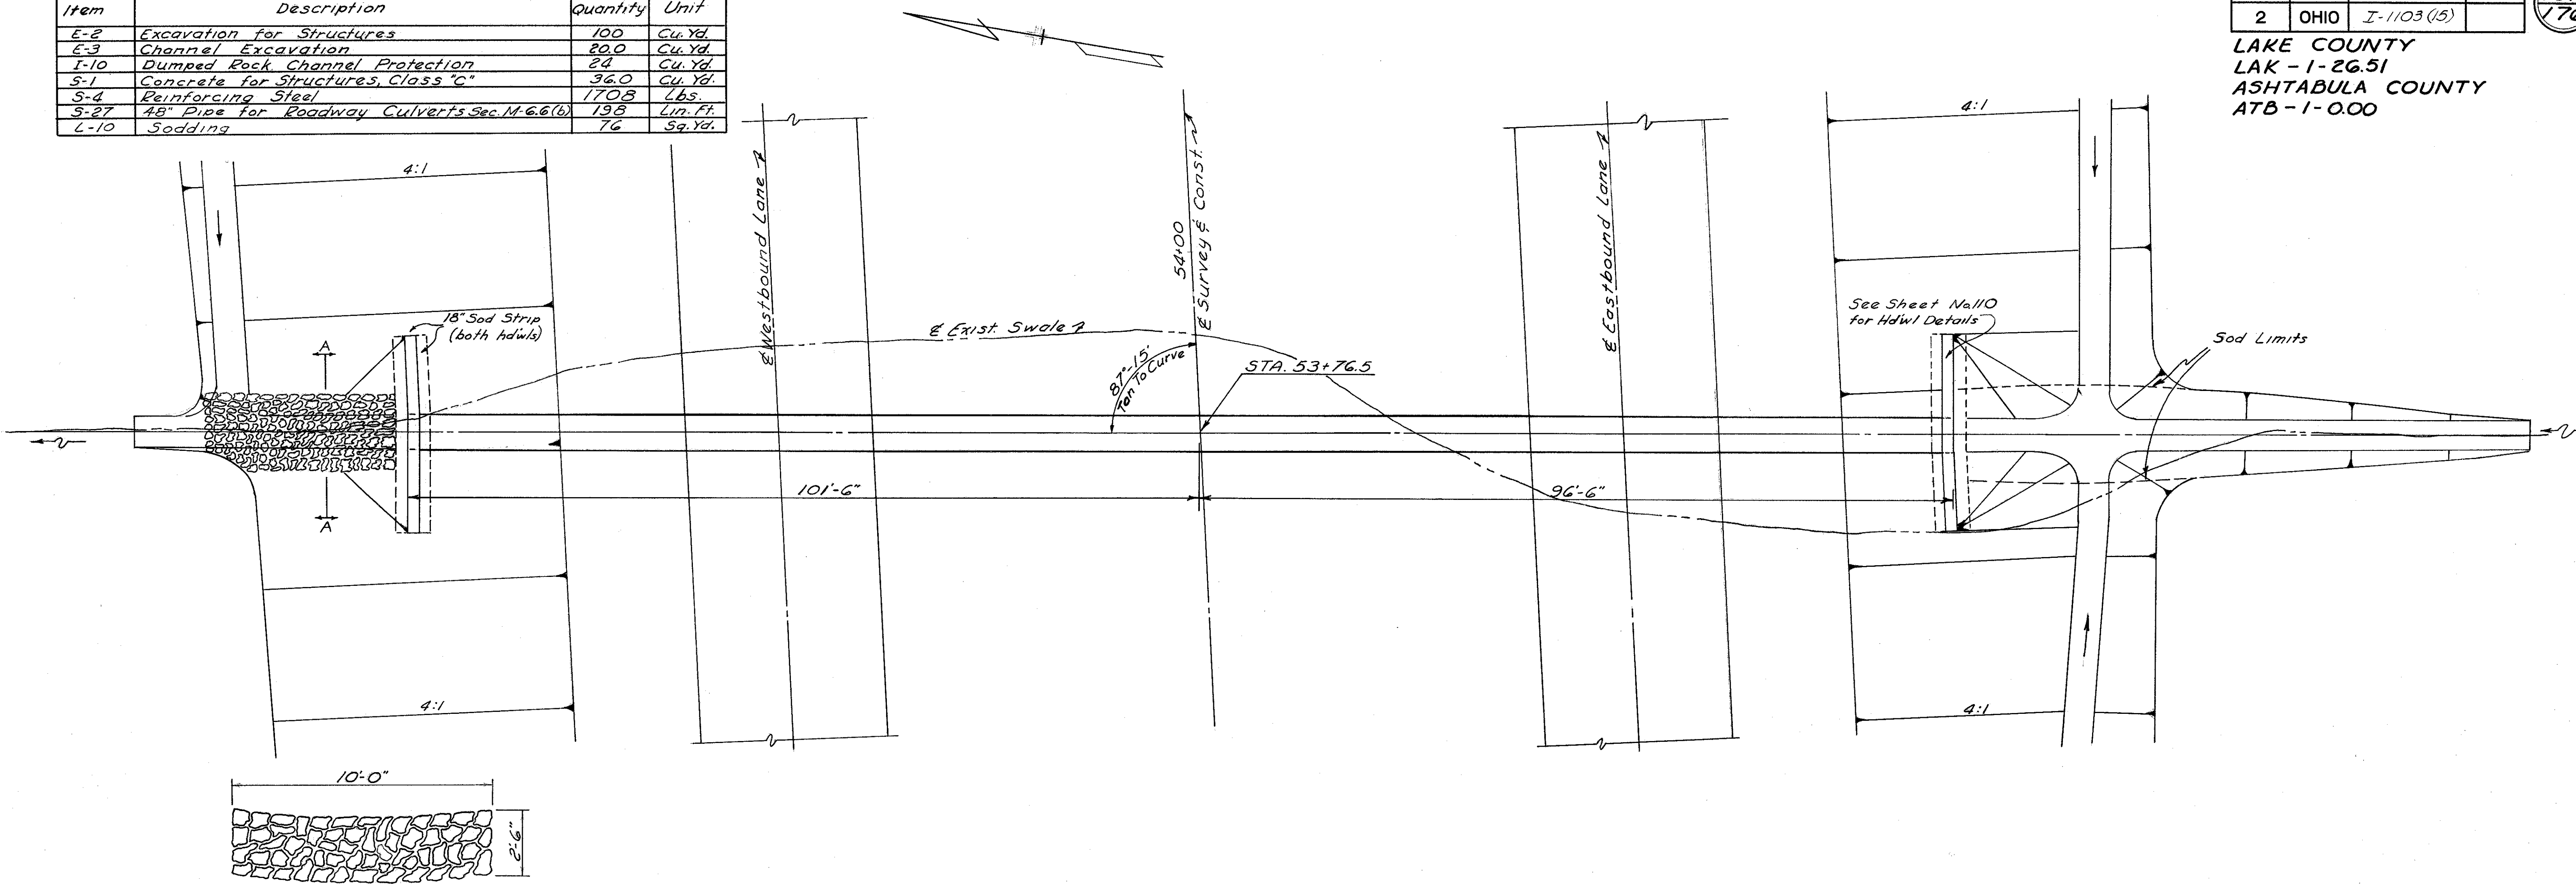 Item Description Quantity Unit
E-2 Excavation for Structures 100 Cu. Yd.
E-3 Channel Excavation 20.0 Cu. Yd.
I-10 Dumped Rock Channel Protection 24 Cu. Yd.
S-1 Concrete for Structures, Class "C" 36.0 Cu. Yd.
S-4 Reinforcing Steel 1708 Lbs.
S-27 48" Pipe for Roadway Culverts Sec. M-6.6(b) 198 Lin. Ft.
L-10 Sodding 76 Sq. Yd.
2 OHIO I-1103 (15)
LAKE COUNTY
LAK - 1 - 26.51
ASHTABULA COUNTY
ATB - 1 - 0.00
4:1
4:1
℄ Westbound Lane
54+00
℄ Survey & Const.
℄ Eastbound Lane
18" Sod Strip
(both hdwls)
℄ Exist. Swale
87°-15'
Tan To Curve
STA. 53+76.5
See Sheet No.110
for Hdwl Details
Sod Limits
A
A
101'-6"
96'-6"
4:1
4:1
10'-0"
2'-6"